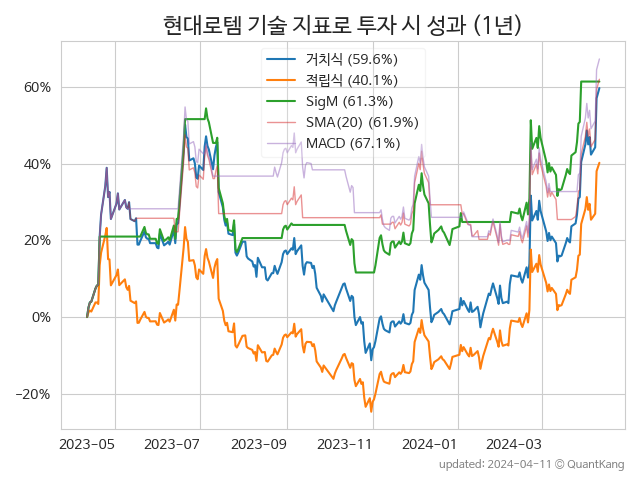 현대로템 기술 지표로 투자 시 성과 (1년)
거치식 (59.6%)
적립식 (40.1%)
SigM (61.3%)
SMA(20) (61.9%)
MACD (67.1%)
60%
40%
20%
0%
−20%
2023-05 2023-07 2023-09 2023-11 2024-01 2024-03
updated: 2024-04-11 © QuantKang